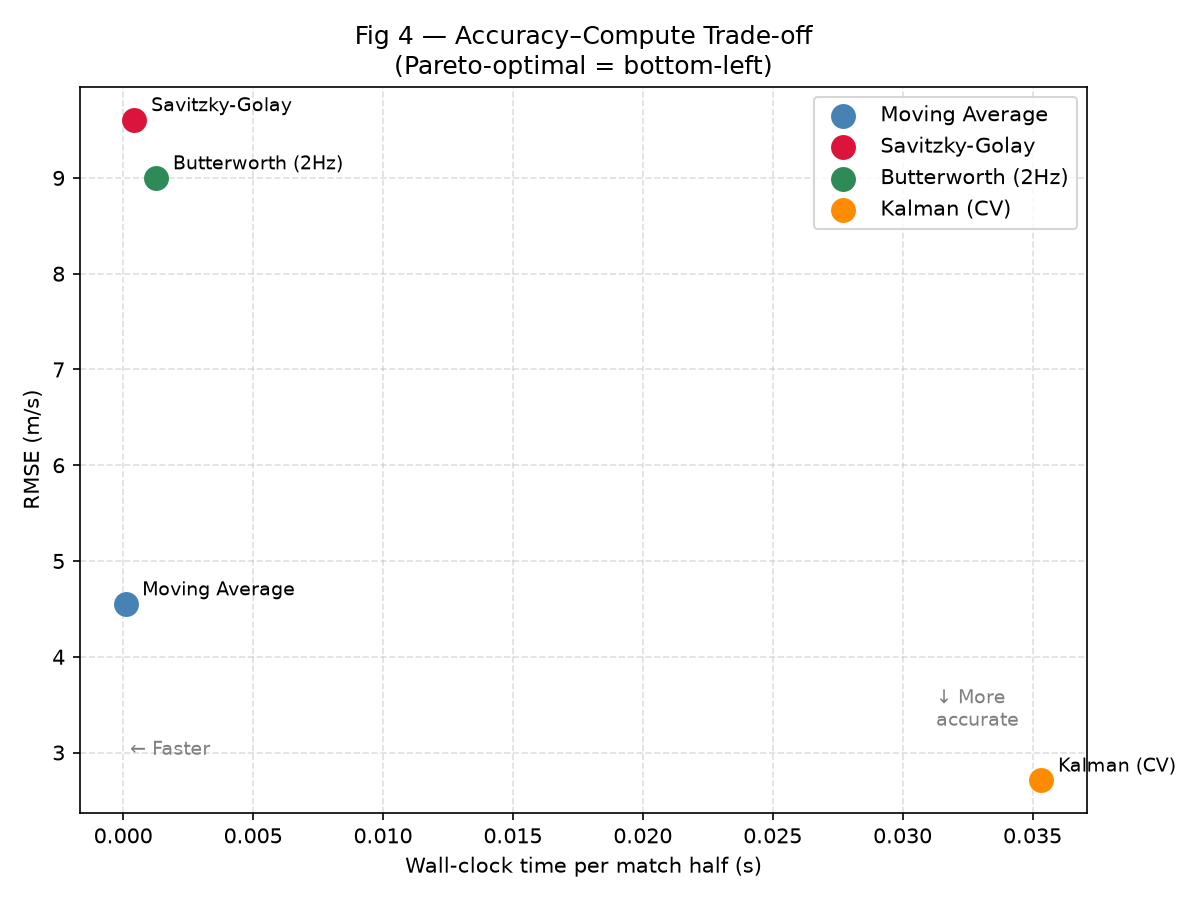 Fig 4 — Accuracy–Compute Trade-off
(Pareto-optimal = bottom-left)
Savitzky-Golay
Butterworth (2Hz)
Moving Average
Savitzky-Golay
Butterworth (2Hz)
Kalman (CV)
9
8
7
6
5
4
3
RMSE (m/s)
Moving Average
↓ More
accurate
← Faster
Kalman (CV)
0.000
0.005
0.010
0.015
0.020
0.025
0.030
0.035
Wall-clock time per match half (s)